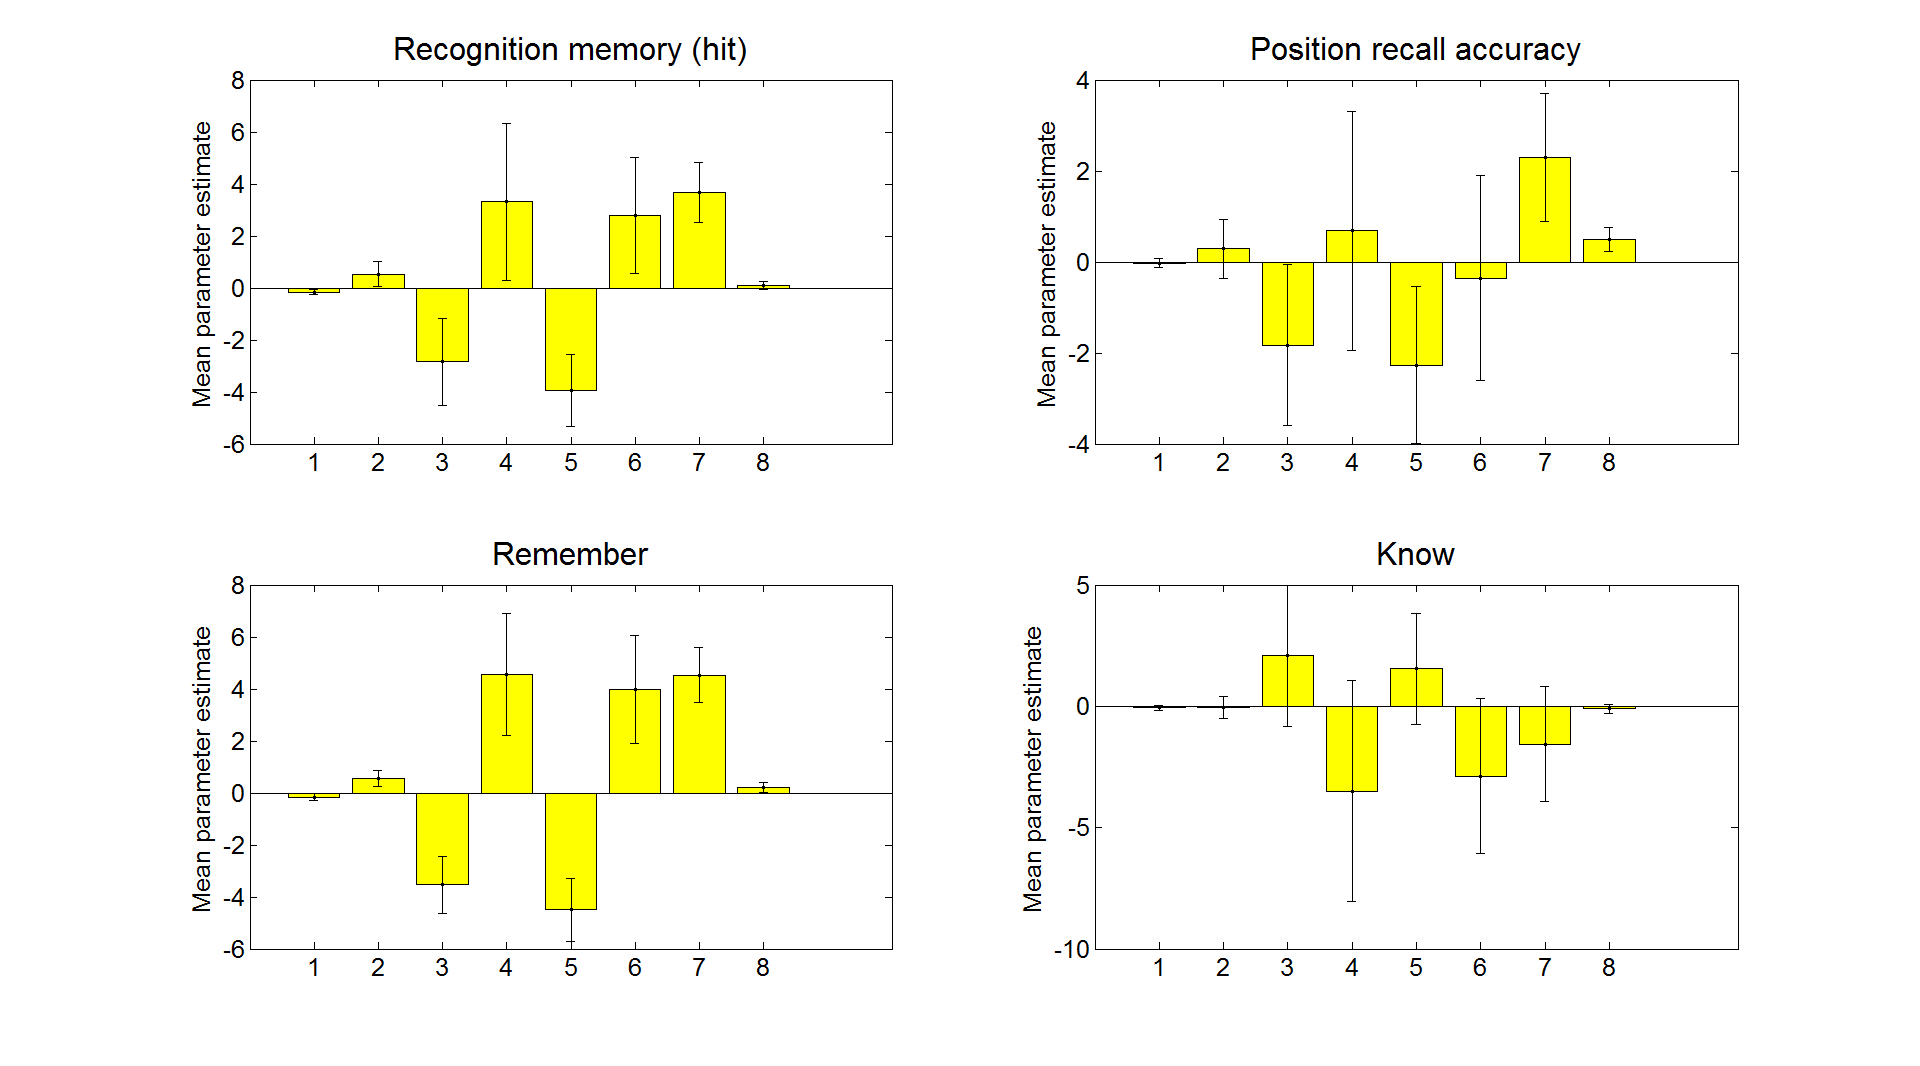 Recognition memory (hit)
Mean parameter estimate
8
6
4
2
0
-2
-4
-6
1 2 3 4 5 6 7 8
Position recall accuracy
Mean parameter estimate
4
2
0
-2
-4
1 2 3 4 5 6 7 8
Remember
Mean parameter estimate
8
6
4
2
0
-2
-4
-6
1 2 3 4 5 6 7 8
Know
Mean parameter estimate
5
0
-5
-10
1 2 3 4 5 6 7 8